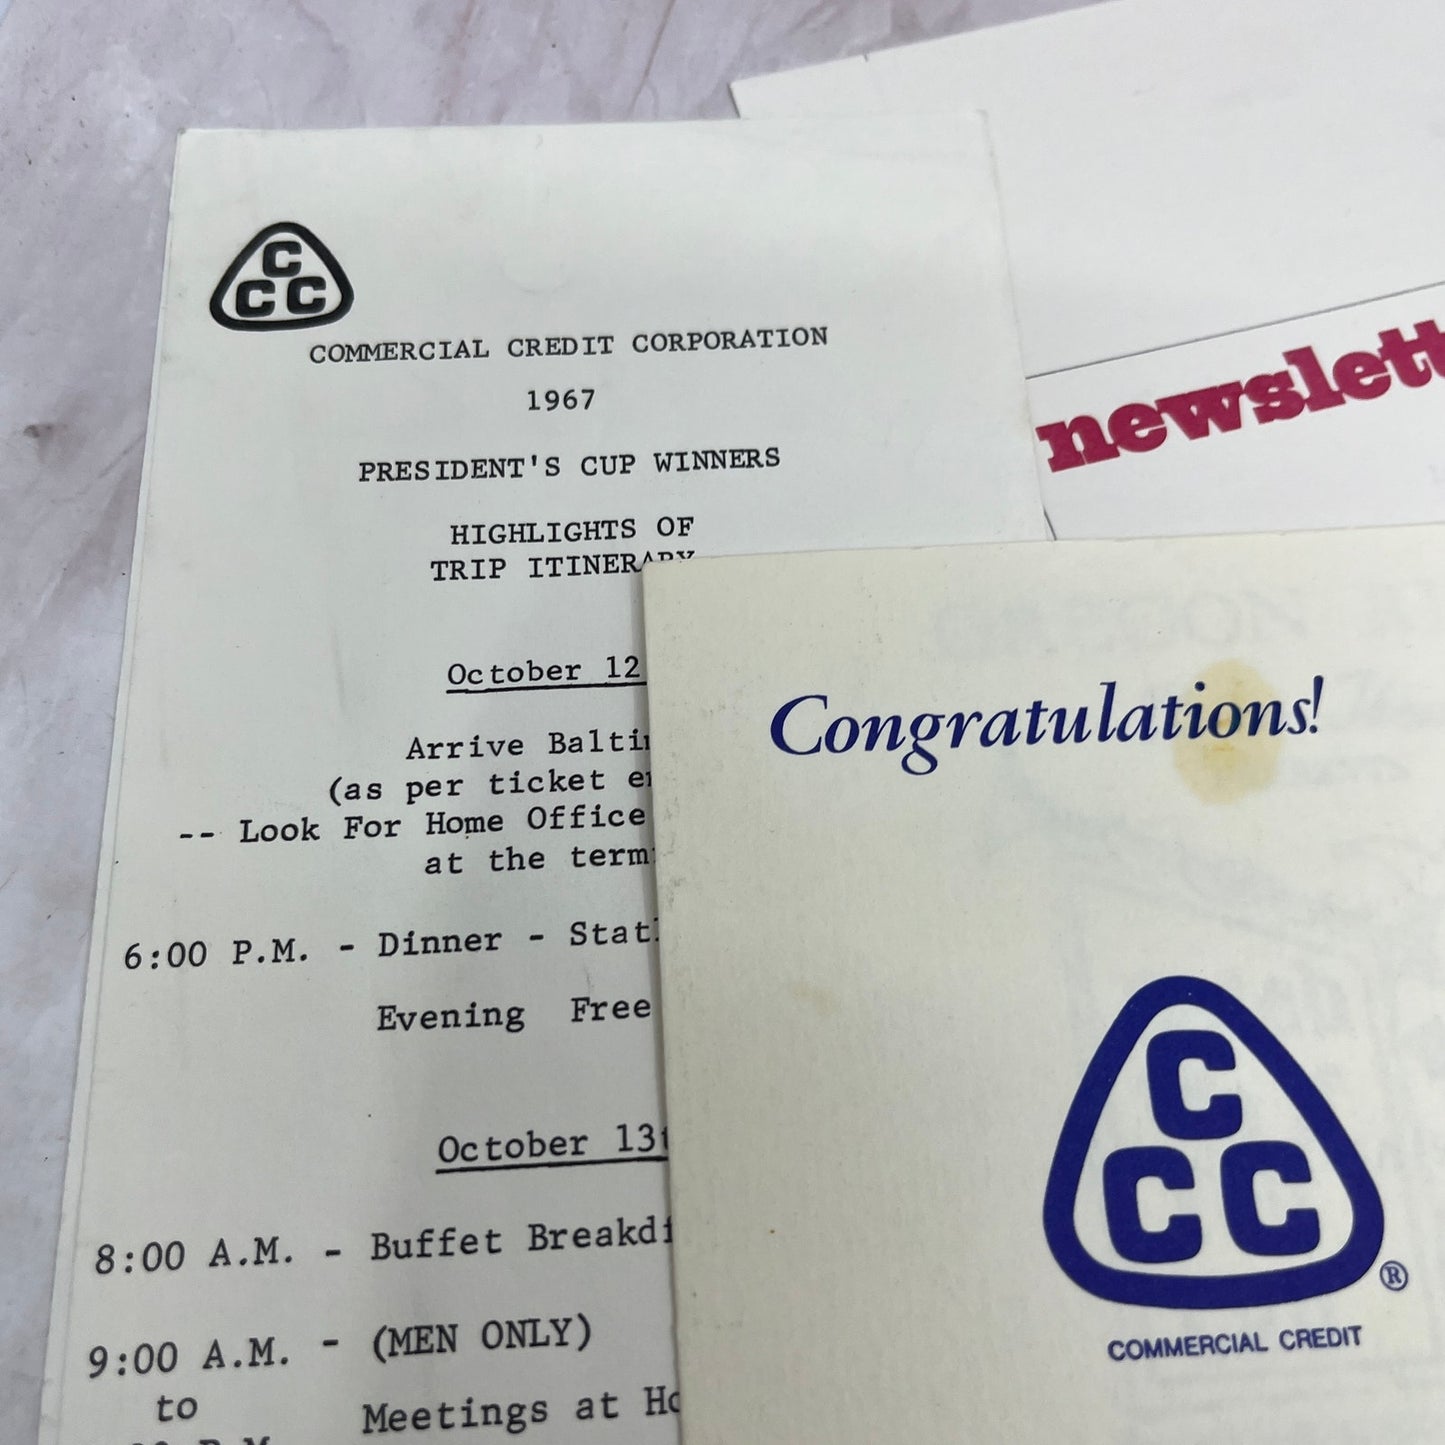 C
CC
COMMERCIAL CREDIT CORPORATION
1967
PRESIDENT'S CUP WINNERS
HIGHLIGHTS OF
TRIP ITINERARY
October 12
Arrive
(as per ticket
-- Look For Home Office
at the
6:00 P.M. - Dinner -
Evening Free
October
8:00 A.M. - Buffet
9:00 A.M. - (MEN ONLY)
to
Meetings at
P.M.
newslett
Congratulations!
C
CC
®
COMMERCIAL CREDIT